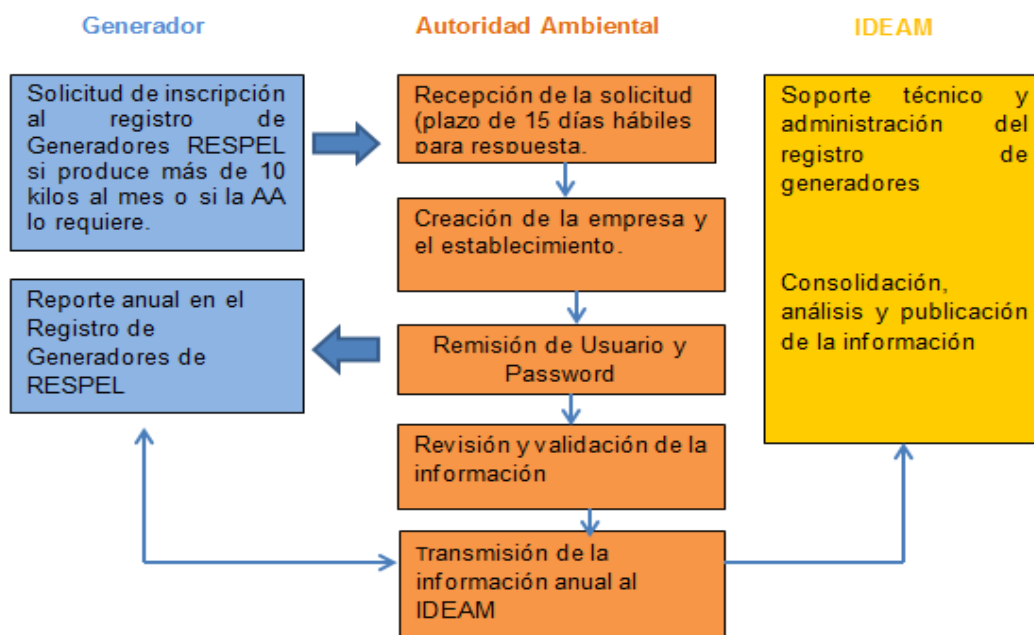 Generador
Autoridad Ambiental
IDEAM
Solicitud de inscripción
al registro de
Generadores RESPEL
si produce más de 10
kilos al mes o si la AA
lo requiere.
Reporte anual en el
Registro de
Generadores de
RESPEL
Recepción de la solicitud
(plazo de 15 días hábiles
para respuesta.
Creación de la empresa y
el establecimiento.
Remisión de Usuario y
Password
Revisión y validación de la
información
Transmisión de la
información anual al
IDEAM
Soporte técnico y
administración del
registro de
generadores
Consolidación,
análisis y publicación
de la información